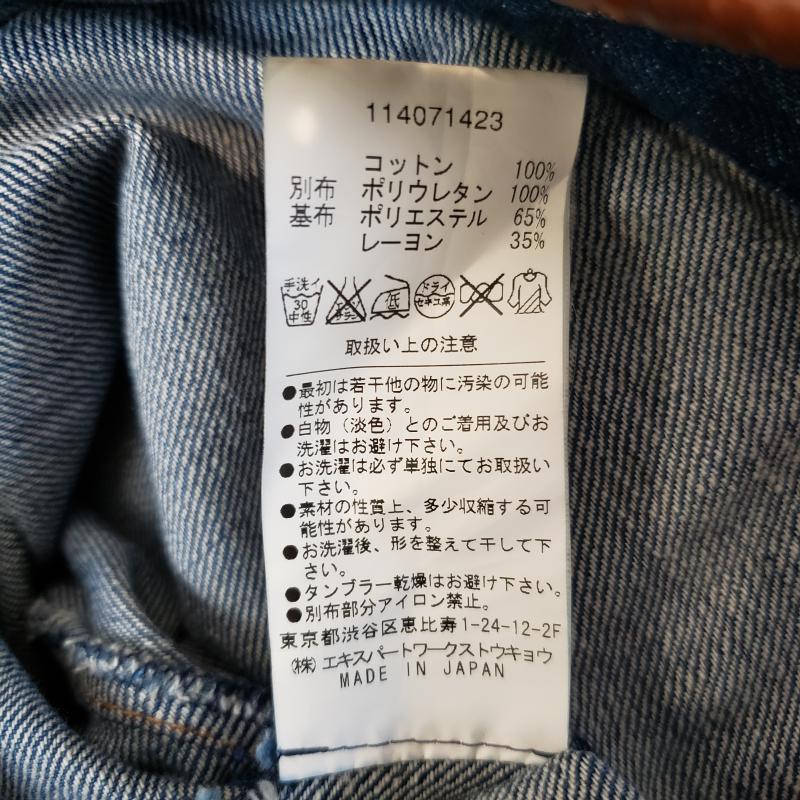 114071423
コットン 100%
別布 ポリウレタン 100%
基布 ポリエステル 65%
レーヨン 35%
手洗イ
30
中性
低
ドライ
セキユ系
取扱い上の注意
●最初は若干他の物に汚染の可能
性があります。
●白物（淡色）とのご着用及びお
洗濯はお避け下さい。
●お洗濯は必ず単独にてお取扱い
下さい。
●素材の性質上、多少収縮する可
能性があります。
●お洗濯後、形を整えて干して下
さい。
●タンブラー乾燥はお避け下さい。
●別布部分アイロン禁止。
東京都渋谷区恵比寿1-24-12-2F
㈱エキスパートワークストウキョウ
MADE IN JAPAN